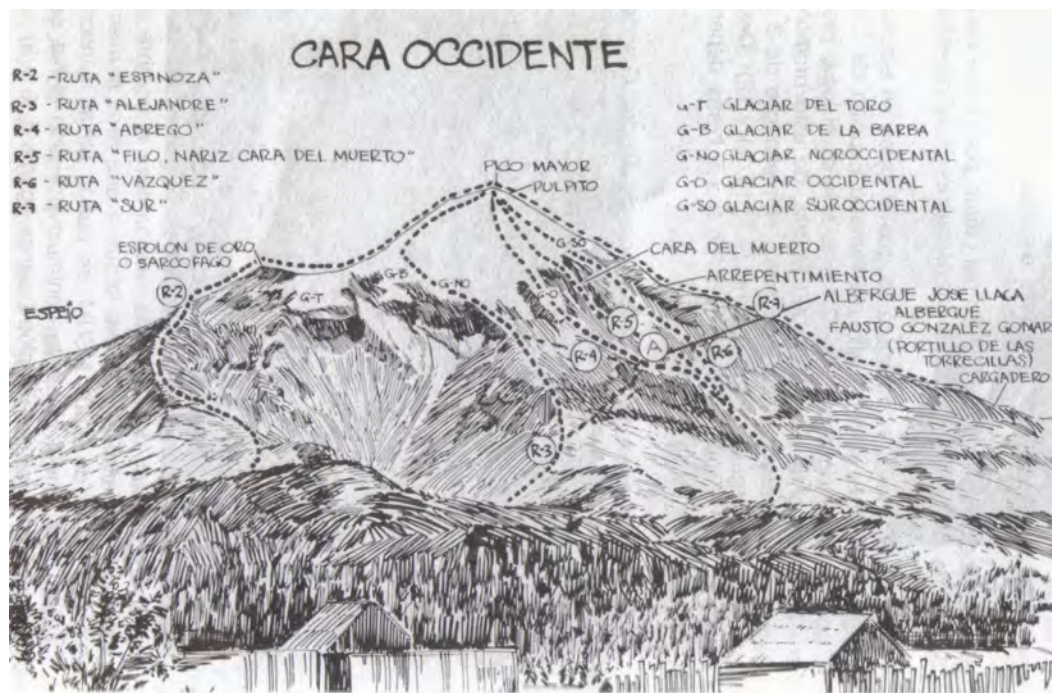 CARA OCCIDENTE
R-2 - RUTA "ESPINOZA"
R-3 - RUTA "ALEJANDRE"
R-4 - RUTA "ABREGO"
R-5 - RUTA "FILO, NARIZ CARA DEL MUERTO"
R-6 - RUTA "VAZQUEZ"
R-7 - RUTA "SUR"
G-T GLACIAR DEL TORO
G-B GLACIAR DE LA BARBA
G-NO GLACIAR NOROCCIDENTAL
G-O GLACIAR OCCIDENTAL
G-SO GLACIAR SUROCCIDENTAL
PICO MAYOR
PULPITO
ESPOLON DE ORO
O SARCOFAGO
G-SO
CARA DEL MUERTO
ARREPENTIMIENTO
R-2
G-T
G-B
G-NO
G-O
R-7
ALBERGUE JOSE LLACA
ALBERGUE
FAUSTO GONZALEZ GOMAR
(PORTILLO DE LAS
TORRECILLAS)
CARGADERO
ESPEJO
R-5
R-4
A
R-6
R-3